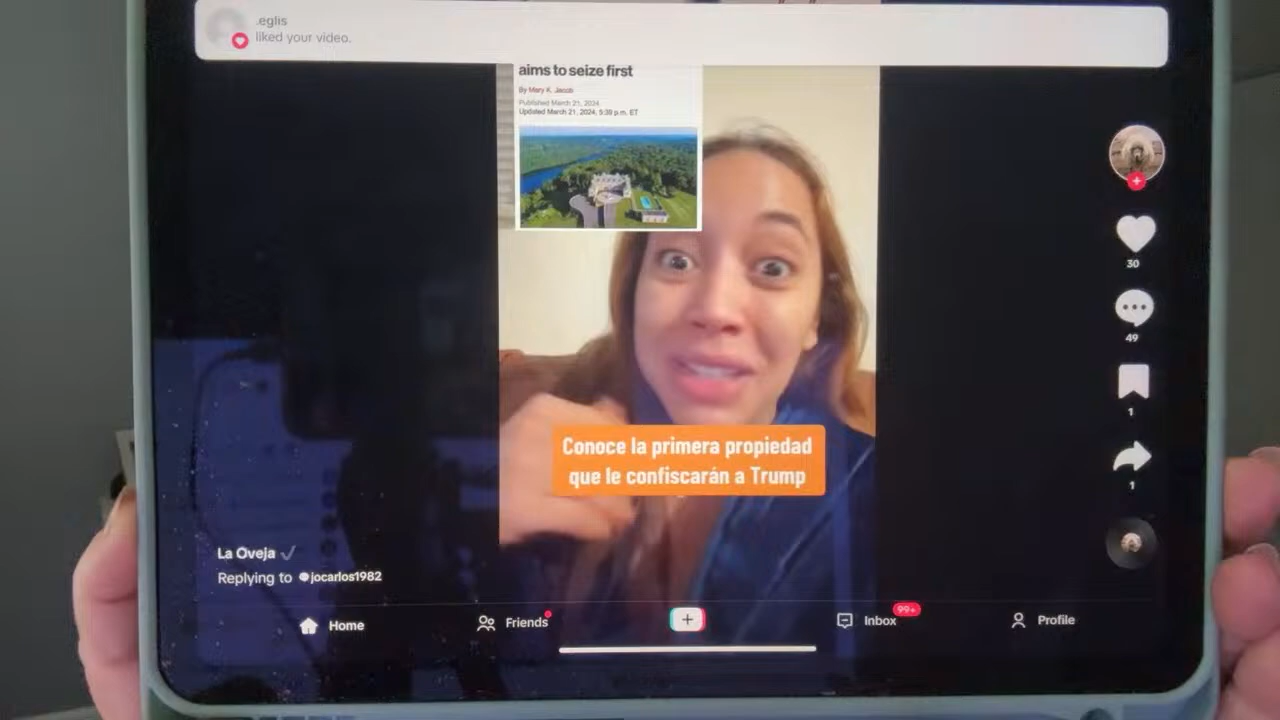 .eglis
liked your video.
aims to seize first
By Mary K. Jacob
Published March 21, 2024
Updated March 21, 2024, 5:39 p.m. ET
30
49
1
1
Conoce la primera propiedad
que le confiscarán a Trump
La Oveja
Replying to jocarlos1982
Home
Friends
Inbox
99+
Profile